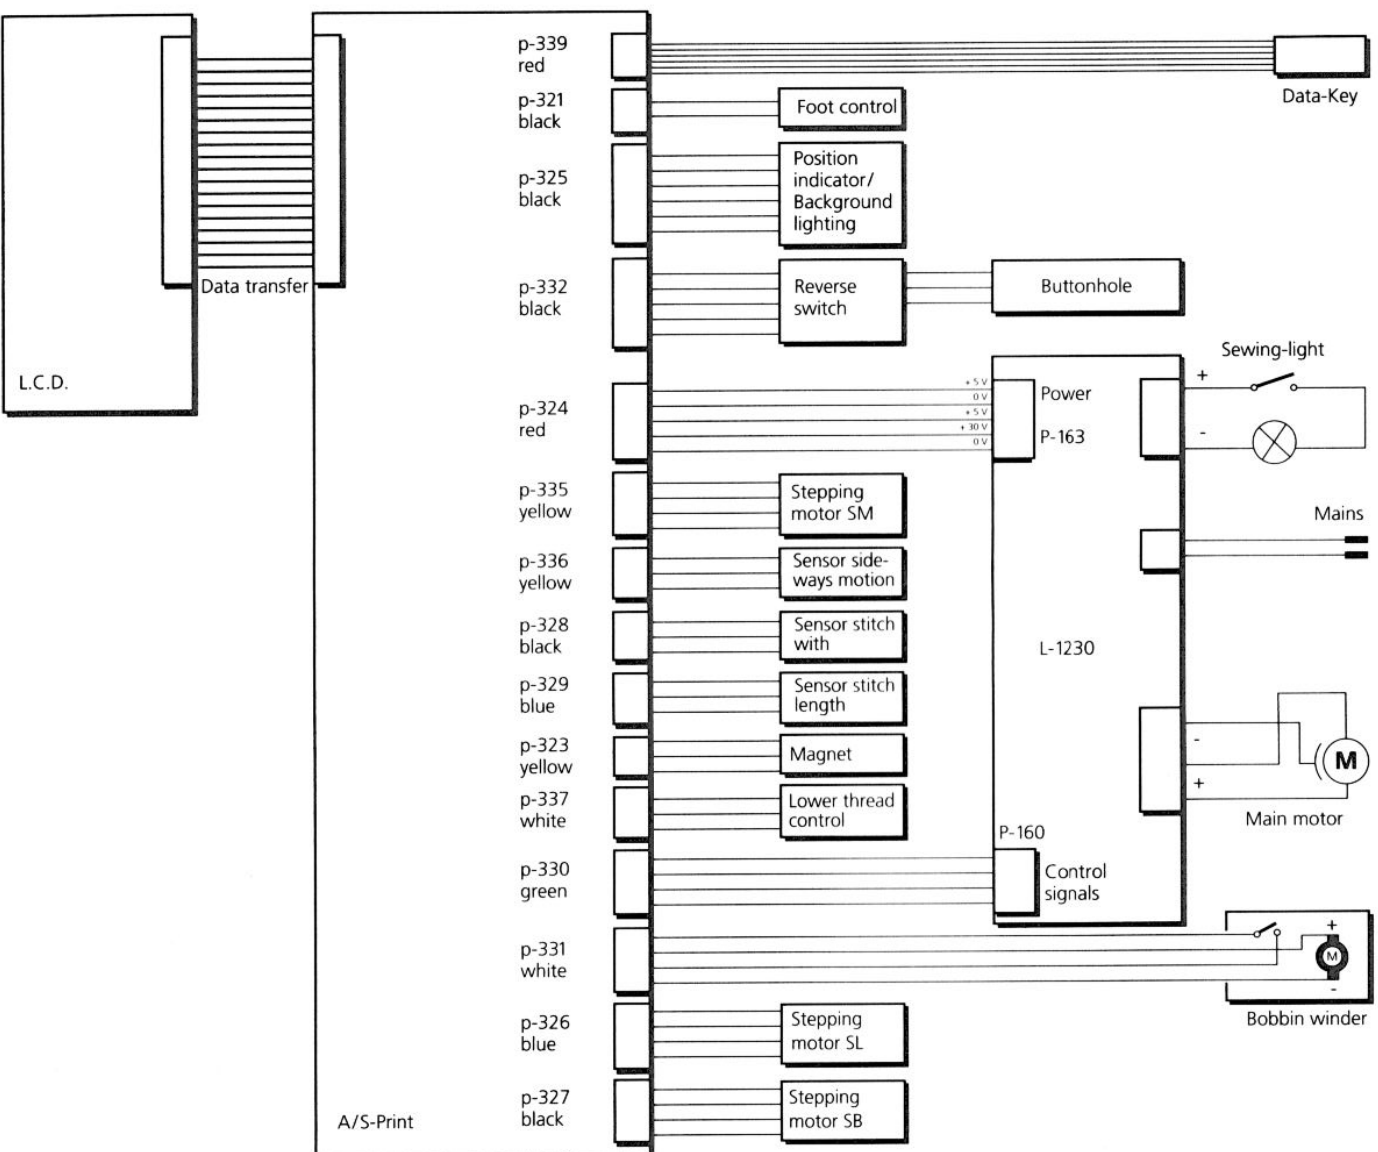 p-339
red
Data-Key
p-321
black
Foot control
p-325
black
Position
indicator/
Background
lighting
Data transfer
p-332
black
Reverse
switch
Buttonhole
L.C.D.
Sewing-light
+
-
p-324
red
+ 5 V
0 V
+ 5 V
+ 30 V
0 V
Power
P-163
p-335
yellow
Stepping
motor SM
Mains
p-336
yellow
Sensor side-
ways motion
p-328
black
Sensor stitch
with
L-1230
p-329
blue
Sensor stitch
length
p-323
yellow
Magnet
-
+
M
Main motor
p-337
white
Lower thread
control
P-160
p-330
green
Control
signals
p-331
white
+
M
-
Bobbin winder
p-326
blue
Stepping
motor SL
p-327
black
Stepping
motor SB
A/S-Print